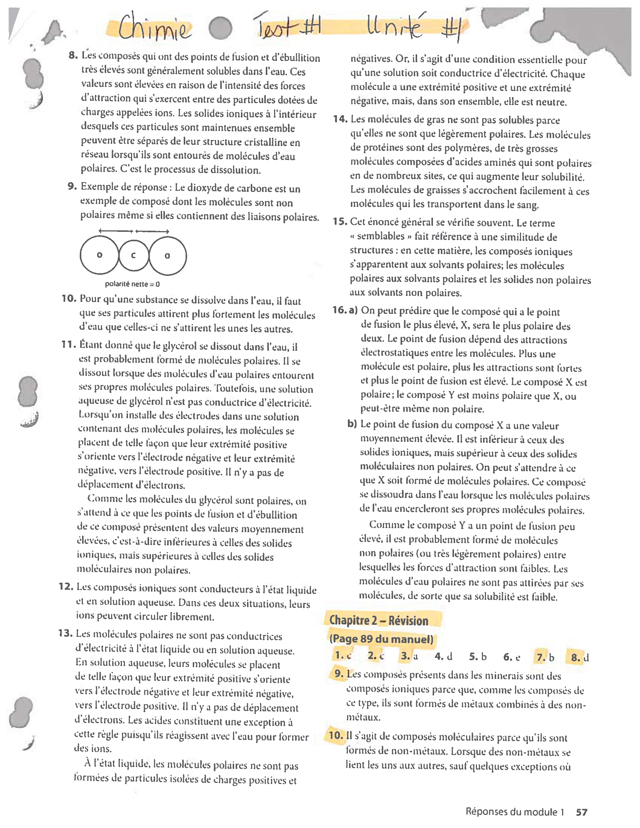 Chimie Test #1 Unité #1
8. Les composés qui ont des points de fusion et d'ébullition
très élevés sont généralement solubles dans l'eau. Ces
valeurs sont élevées en raison de l'intensité des forces
d'attraction qui s'exercent entre des particules dotées de
charges appelées ions. Les solides ioniques à l'intérieur
desquels ces particules sont maintenues ensemble
peuvent être séparés de leur structure cristalline en
réseau lorsqu'ils sont entourés de molécules d'eau
polaires. C'est le processus de dissolution.
9. Exemple de réponse : Le dioxyde de carbone est un
exemple de composé dont les molécules sont non
polaires même si elles contiennent des liaisons polaires.
O C O
polarité nette = 0
10. Pour qu'une substance se dissolve dans l'eau, il faut
que ses particules attirent plus fortement les molécules
d'eau que celles-ci ne s'attirent les unes les autres.
11. Étant donné que le glycérol se dissout dans l'eau, il
est probablement formé de molécules polaires. Il se
dissout lorsque des molécules d'eau polaires entourent
ses propres molécules polaires. Toutefois, une solution
aqueuse de glycérol n'est pas conductrice d'électricité.
Lorsqu'on installe des électrodes dans une solution
contenant des molécules polaires, les molécules se
placent de telle façon que leur extrémité positive
s'oriente vers l'électrode négative et leur extrémité
négative, vers l'électrode positive. Il n'y a pas de
déplacement d'électrons.
Comme les molécules du glycérol sont polaires, on
s'attend à ce que les points de fusion et d'ébullition
de ce composé présentent des valeurs moyennement
élevées, c'est-à-dire inférieures à celles des solides
ioniques, mais supérieures à celles des solides
moléculaires non polaires.
12. Les composés ioniques sont conducteurs à l'état liquide
et en solution aqueuse. Dans ces deux situations, leurs
ions peuvent circuler librement.
13. Les molécules polaires ne sont pas conductrices
d'électricité à l'état liquide ou en solution aqueuse.
En solution aqueuse, leurs molécules se placent
de telle façon que leur extrémité positive s'oriente
vers l'électrode négative et leur extrémité négative,
vers l'électrode positive. Il n'y a pas de déplacement
d'électrons. Les acides constituent une exception à
cette règle puisqu'ils réagissent avec l'eau pour former
des ions.
À l'état liquide, les molécules polaires ne sont pas
formées de particules isolées de charges positives et
négatives. Or, il s'agit d'une condition essentielle pour
qu'une solution soit conductrice d'électricité. Chaque
molécule a une extrémité positive et une extrémité
négative, mais, dans son ensemble, elle est neutre.
14. Les molécules de gras ne sont pas solubles parce
qu'elles ne sont que légèrement polaires. Les molécules
de protéines sont des polymères, de très grosses
molécules composées d'acides aminés qui sont polaires
en de nombreux sites, ce qui augmente leur solubilité.
Les molécules de graisses s'accrochent facilement à ces
molécules qui les transportent dans le sang.
15. Cet énoncé général se vérifie souvent. Le terme
« semblables » fait référence à une similitude de
structures : en cette matière, les composés ioniques
s'apparentent aux solvants polaires; les molécules
polaires aux solvants polaires et les solides non polaires
aux solvants non polaires.
16. a) On peut prédire que le composé qui a le point
de fusion le plus élevé, X, sera le plus polaire des
deux. Le point de fusion dépend des attractions
électrostatiques entre les molécules. Plus une
molécule est polaire, plus les attractions sont fortes
et plus le point de fusion est élevé. Le composé X est
polaire; le composé Y est moins polaire que X, ou
peut-être même non polaire.
b) Le point de fusion du composé X a une valeur
moyennement élevée. Il est inférieur à ceux des
solides ioniques, mais supérieur à ceux des solides
moléculaires non polaires. On peut s'attendre à ce
que X soit formé de molécules polaires. Ce composé
se dissoudra dans l'eau lorsque les molécules polaires
de l'eau encercleront ses propres molécules polaires.
Comme le composé Y a un point de fusion peu
élevé, il est probablement formé de molécules
non polaires (ou très légèrement polaires) entre
lesquelles les forces d'attraction sont faibles. Les
molécules d'eau polaires ne sont pas attirées par ses
molécules, de sorte que sa solubilité est faible.
Chapitre 2 – Révision
(Page 89 du manuel)
1. c 2. c 3. a 4. d 5. b 6. e 7. b 8. d
9. Les composés présents dans les minerais sont des
composés ioniques parce que, comme les composés de
ce type, ils sont formés de métaux combinés à des non-
métaux.
10. Il s'agit de composés moléculaires parce qu'ils sont
formés de non-métaux. Lorsque des non-métaux se
lient les uns aux autres, sauf quelques exceptions où
Réponses du module 1 57